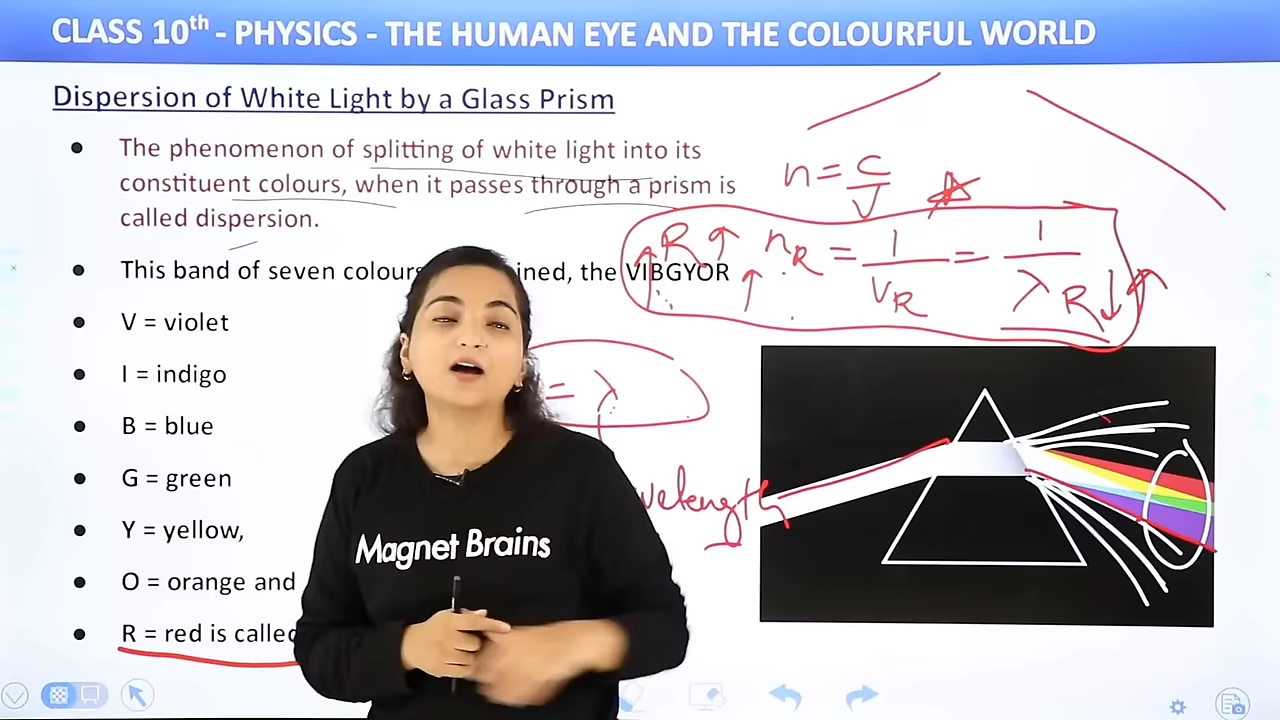 CLASS 10th - PHYSICS - THE HUMAN EYE AND THE COLOURFUL WORLD
Dispersion of White Light by a Glass Prism
The phenomenon of splitting of white light into its
constituent colours, when it passes through a prism is
called dispersion.
This band of seven colours ined, the VIBGYOR
V = violet
I = indigo
B = blue
G = green
Y = yellow,
O = orange and
R = red is called
n = C/V
R↑ nR = 1/VR = 1/λR ↓↑
= λ
velength
Magnet Brains